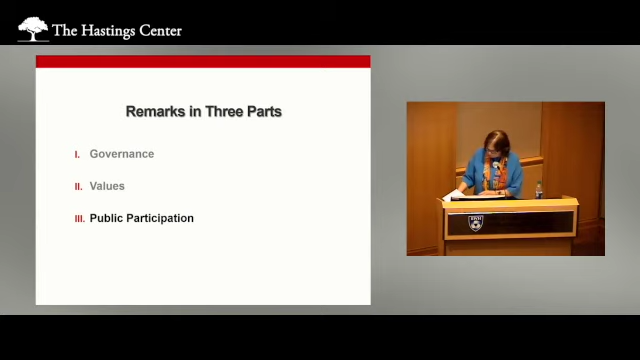 The Hastings Center
Remarks in Three Parts
I. Governance
II. Values
III. Public Participation